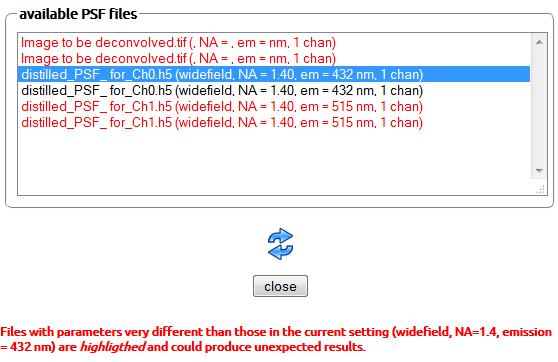 available PSF files
Image to be deconvolved.tif (, NA = , em = nm, 1 chan)
Image to be deconvolved.tif (, NA = , em = nm, 1 chan)
distilled_PSF_ for_Ch0.h5 (widefield, NA = 1.40, em = 432 nm, 1 chan)
distilled_PSF_ for_Ch0.h5 (widefield, NA = 1.40, em = 432 nm, 1 chan)
distilled_PSF_ for_Ch1.h5 (widefield, NA = 1.40, em = 515 nm, 1 chan)
distilled_PSF_ for_Ch1.h5 (widefield, NA = 1.40, em = 515 nm, 1 chan)
close
Files with parameters very different than those in the current setting (widefield, NA=1.4, emission
= 432 nm) are highligthed and could produce unexpected results.